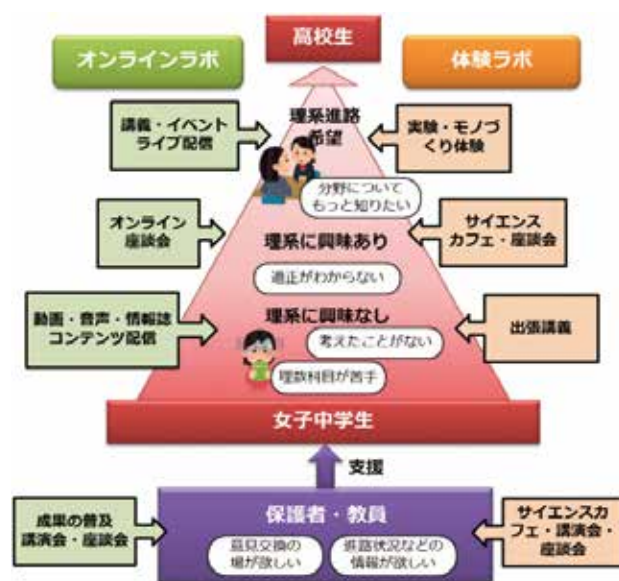 高校生
オンラインラボ
体験ラボ
講義・イベント
ライブ配信
理系進路
希望
実験・モノづ
くり体験
分野について
もっと知りたい
オンライン
座談会
理系に興味あり
サイエンス
カフェ・座談会
適正がわからない
動画・音声・情報誌
コンテンツ配信
理系に興味なし
考えたことがない
出張講義
理数科目が苦手
女子中学生
支援
成果の普及
講演会・座談会
保護者・教員
意見交換の
場が欲しい
進路状況などの
情報が欲しい
サイエンスカ
フェ・講演会・
座談会